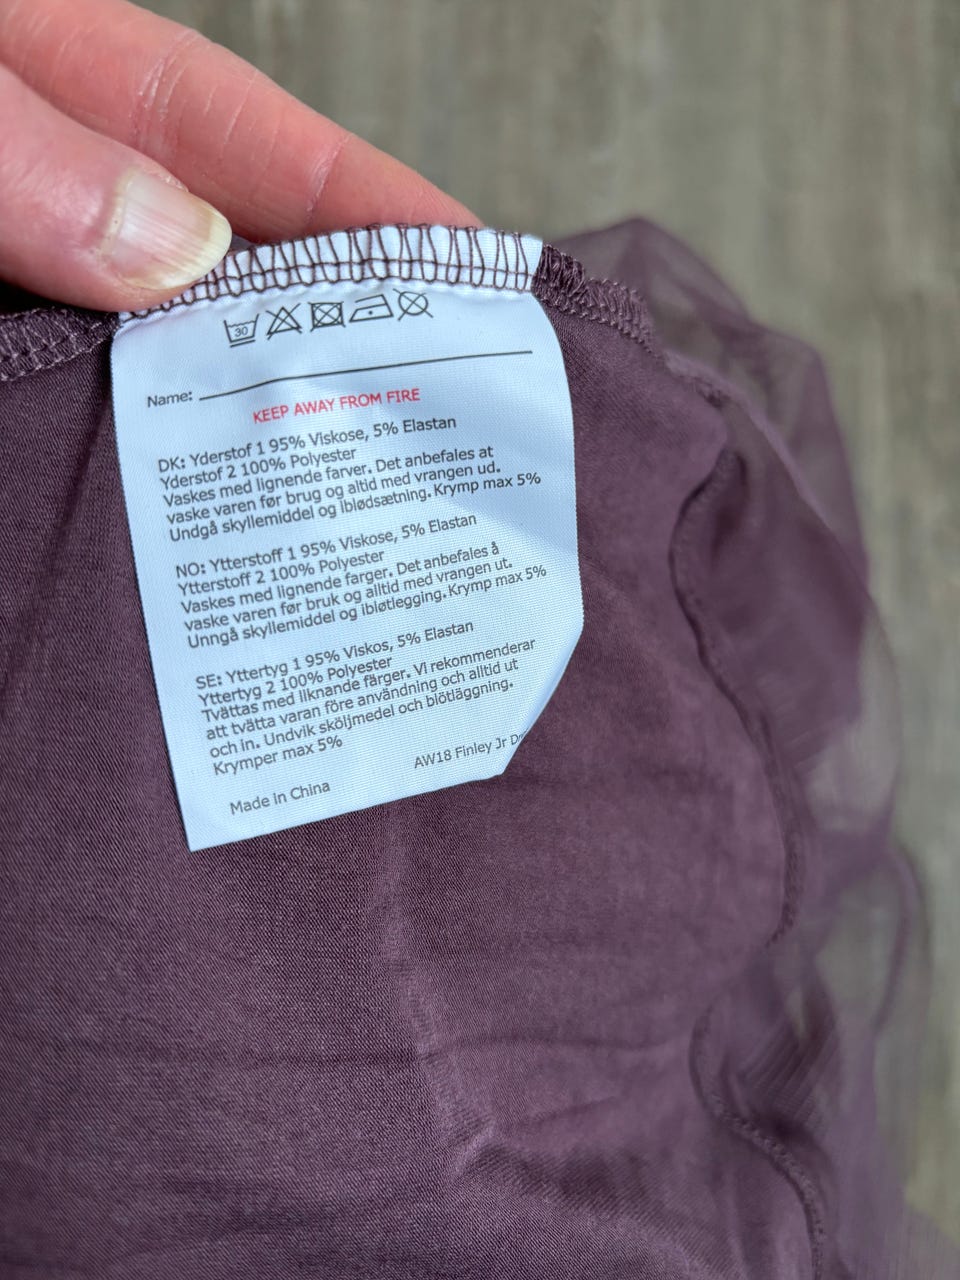 30
Name:
KEEP AWAY FROM FIRE
DK: Yderstof 1 95% Viskose, 5% Elastan
Yderstof 2 100% Polyester
Vaskes med lignende farver. Det anbefales at
vaske varen før brug og altid med vrangen ud.
Undgå skyllemiddel og iblødsætning. Krymp max 5%
NO: Ytterstoff 1 95% Viskose, 5% Elastan
Ytterstoff 2 100% Polyester
Vaskes med lignende farger. Det anbefales å
vaske varen før bruk og alltid med vrangen ut.
Unngå skyllemiddel og ibløtlegging. Krymp max 5%
SE: Yttertyg 1 95% Viskos, 5% Elastan
Yttertyg 2 100% Polyester
Tvättas med liknande färger. Vi rekommenderar
att tvätta varan före användning och alltid ut
och in. Undvik sköljmedel och blötläggning.
Krymper max 5%
AW18 Finley Jr
Made in China